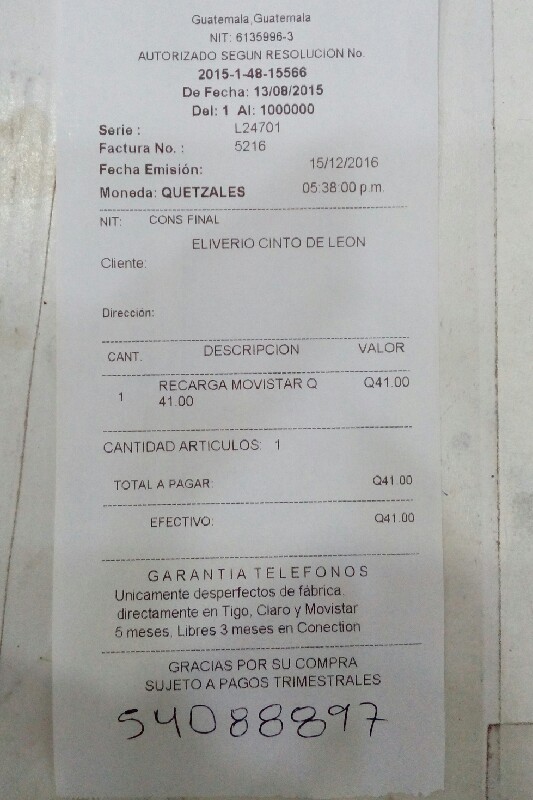 Guatemala,Guatemala
NIT: 6135996-3
AUTORIZADO SEGUN RESOLUCION No.
2015-1-48-15566
De Fecha: 13/08/2015
Del: 1 Al: 1000000
Serie : L24701
Factura No. : 5216
Fecha Emisión: 15/12/2016
Moneda: QUETZALES 05:38:00 p.m.
NIT: CONS FINAL
ELIVERIO CINTO DE LEON
Cliente:
Dirección:
CANT. DESCRIPCION VALOR
1 RECARGA MOVISTAR Q Q41.00
41.00
CANTIDAD ARTICULOS: 1
TOTAL A PAGAR: Q41.00
EFECTIVO: Q41.00
GARANTIA TELEFONOS
Unicamente desperfectos de fábrica,
directamente en Tigo, Claro y Movistar
5 meses, Libres 3 meses en Conection
GRACIAS POR SU COMPRA
SUJETO A PAGOS TRIMESTRALES
54088897